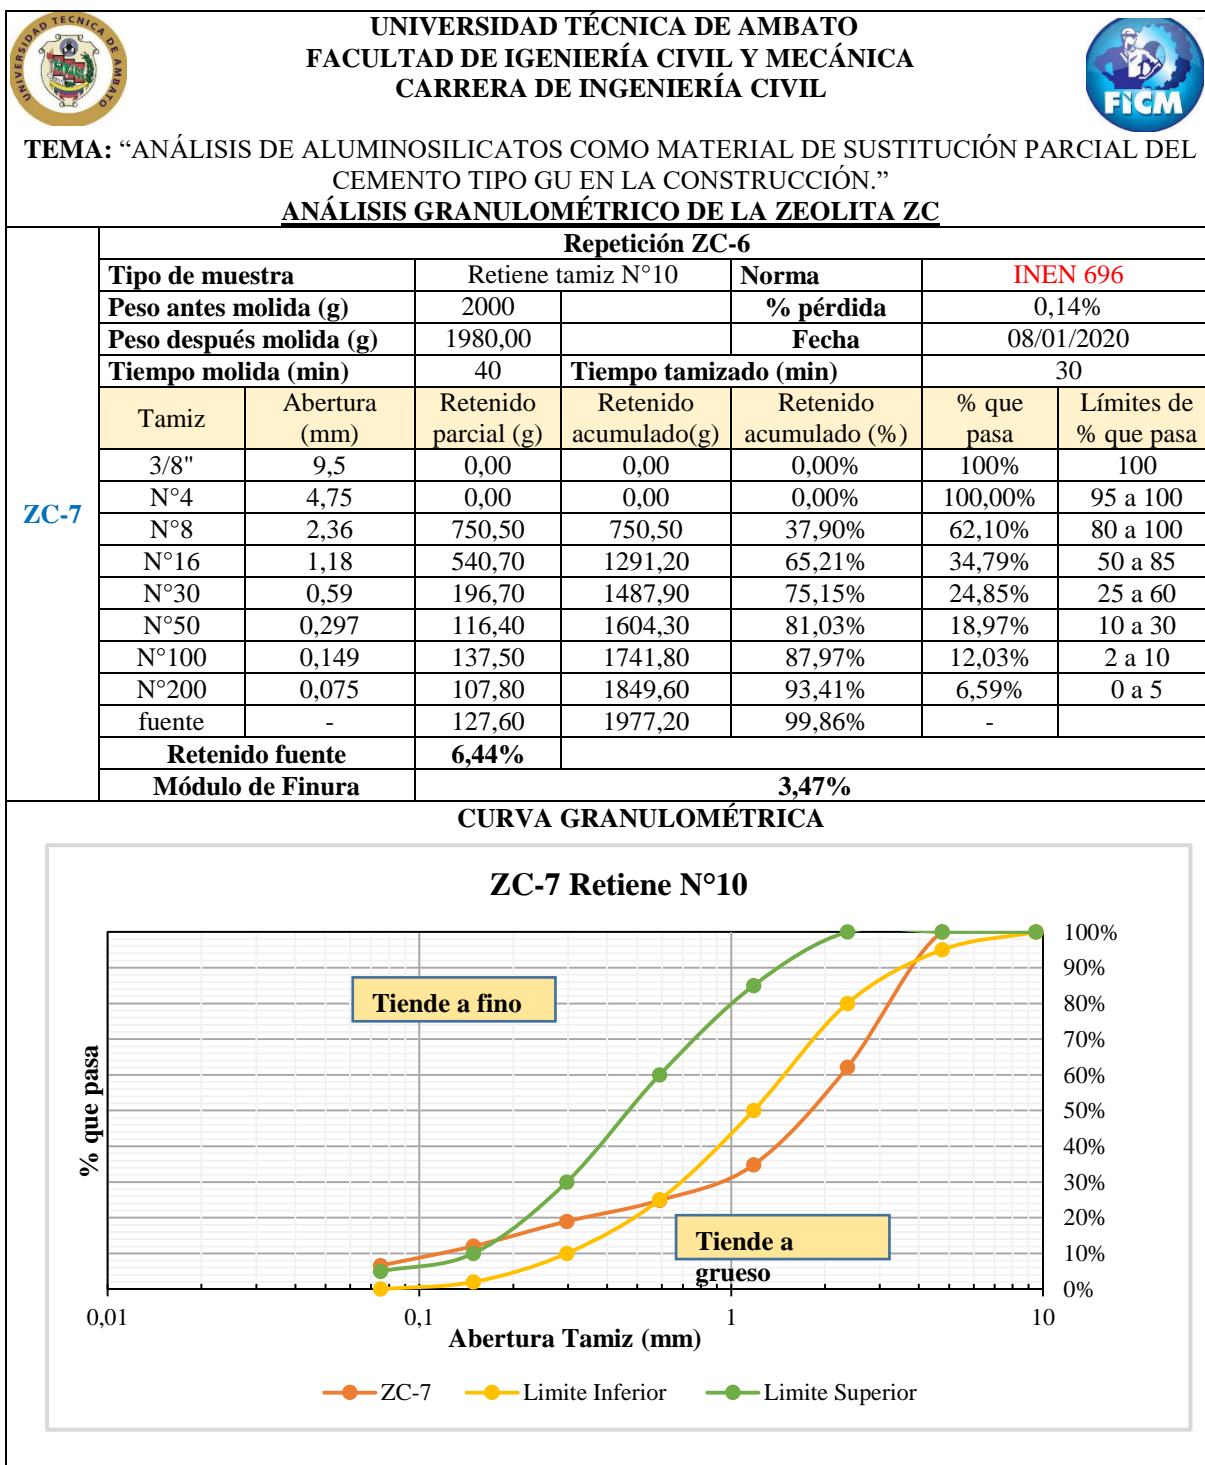 UNIVERSIDAD TÉCNICA DE AMBATO
UNIVERSIDAD TÉCNICA DE AMBATO
FACULTAD DE IGENIERÍA CIVIL Y MECÁNICA
CARRERA DE INGENIERÍA CIVIL
FICM
TEMA: “ANÁLISIS DE ALUMINOSILICATOS COMO MATERIAL DE SUSTITUCIÓN PARCIAL DEL
CEMENTO TIPO GU EN LA CONSTRUCCIÓN.”
ANÁLISIS GRANULOMÉTRICO DE LA ZEOLITA ZC
ZC-7
Repetición ZC-6
Tipo de muestra Retiene tamiz N°10 Norma INEN 696
Peso antes molida (g) 2000 % pérdida 0,14%
Peso después molida (g) 1980,00 Fecha 08/01/2020
Tiempo molida (min) 40 Tiempo tamizado (min) 30
Tamiz Abertura (mm) Retenido parcial (g) Retenido acumulado(g) Retenido acumulado (%) % que pasa Límites de % que pasa
3/8" 9,5 0,00 0,00 0,00% 100% 100
N°4 4,75 0,00 0,00 0,00% 100,00% 95 a 100
N°8 2,36 750,50 750,50 37,90% 62,10% 80 a 100
N°16 1,18 540,70 1291,20 65,21% 34,79% 50 a 85
N°30 0,59 196,70 1487,90 75,15% 24,85% 25 a 60
N°50 0,297 116,40 1604,30 81,03% 18,97% 10 a 30
N°100 0,149 137,50 1741,80 87,97% 12,03% 2 a 10
N°200 0,075 107,80 1849,60 93,41% 6,59% 0 a 5
fuente - 127,60 1977,20 99,86% -
Retenido fuente 6,44%
Módulo de Finura 3,47%
CURVA GRANULOMÉTRICA
ZC-7 Retiene N°10
100%
90%
80%
70%
60%
50%
40%
30%
20%
10%
0%
Tiende a fino
Tiende a
grueso
% que pasa
0,01 0,1 1 10
Abertura Tamiz (mm)
ZC-7 Limite Inferior Limite Superior